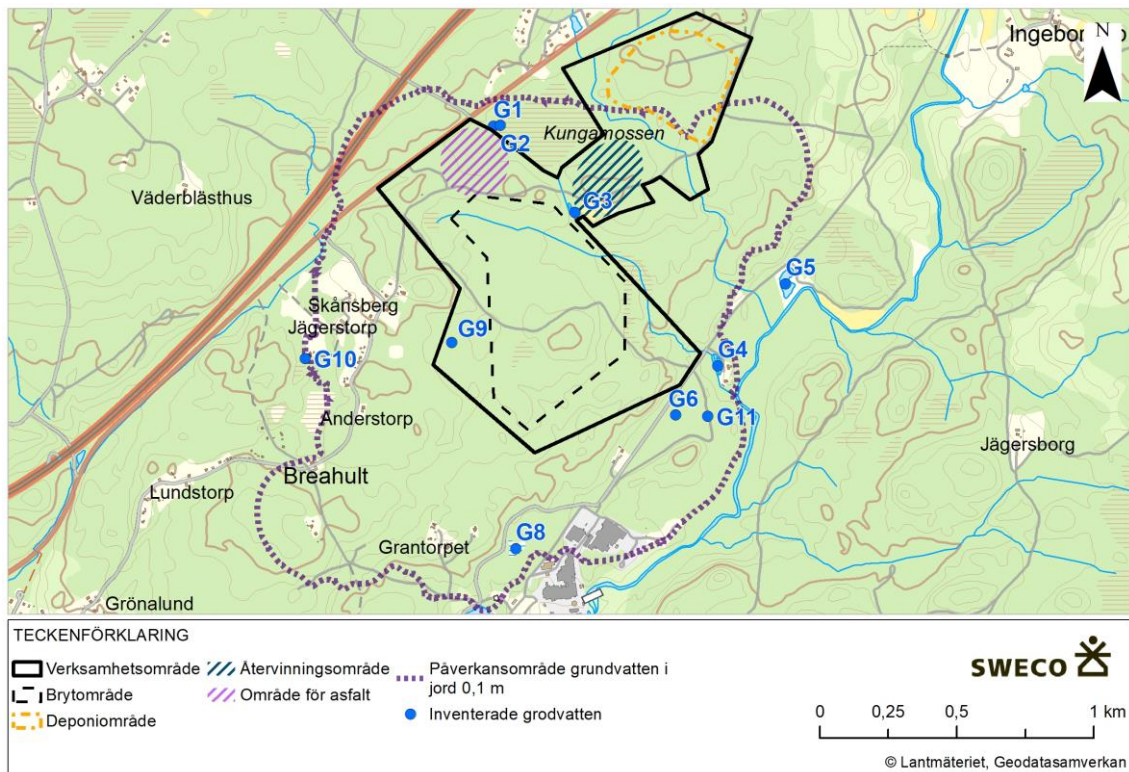 N
Ingebor
G1
G2
Kungamossen
Väderblästhus
G3
G5
Skånsberg
Jägerstorp
G9
G10
G4
G6
G11
Anderstorp
Jägersborg
Breahult
Lundstorp
G8
Grantorpet
Grönalund
TECKENFÖRKLARING
Verksamhetsområde
Återvinningsområde
Påverkansområde grundvatten i
jord 0,1 m
Brytområde
Område för asfalt
Inventerade grodvatten
Deponiområde
SWECO
0 0,25 0,5 1 km
© Lantmäteriet, Geodatasamverkan